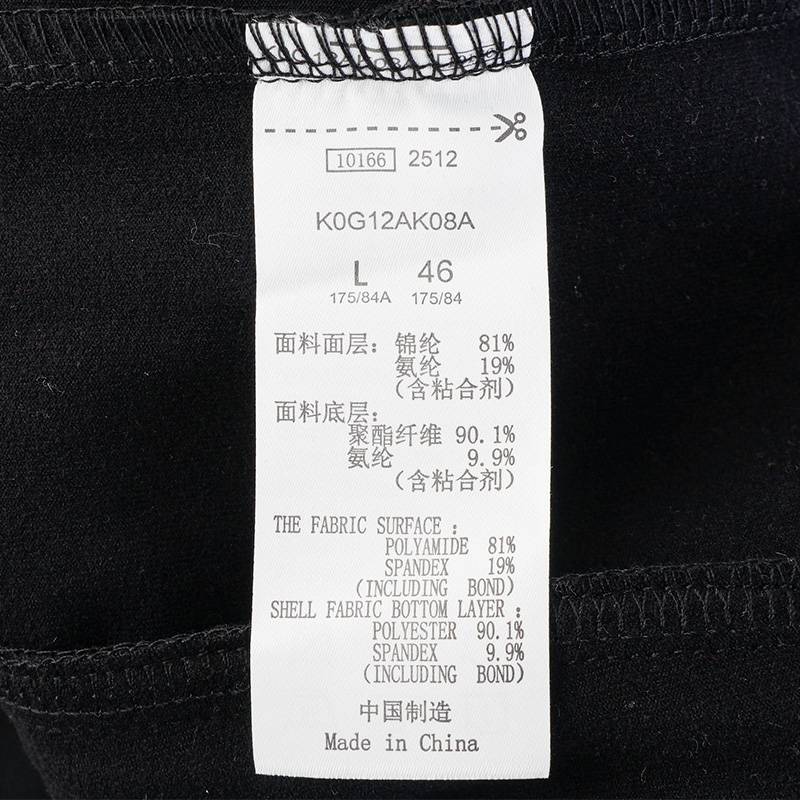 10166 2512
K0G12AK08A
L 46
175/84A 175/84
面料面层: 锦纶 81%
氨纶 19%
(含粘合剂)
面料底层:
聚酯纤维 90.1%
氨纶 9.9%
(含粘合剂)
THE FABRIC SURFACE :
POLYAMIDE 81%
SPANDEX 19%
(INCLUDING BOND)
SHELL FABRIC BOTTOM LAYER :
POLYESTER 90.1%
SPANDEX 9.9%
(INCLUDING BOND)
中国制造
Made in China